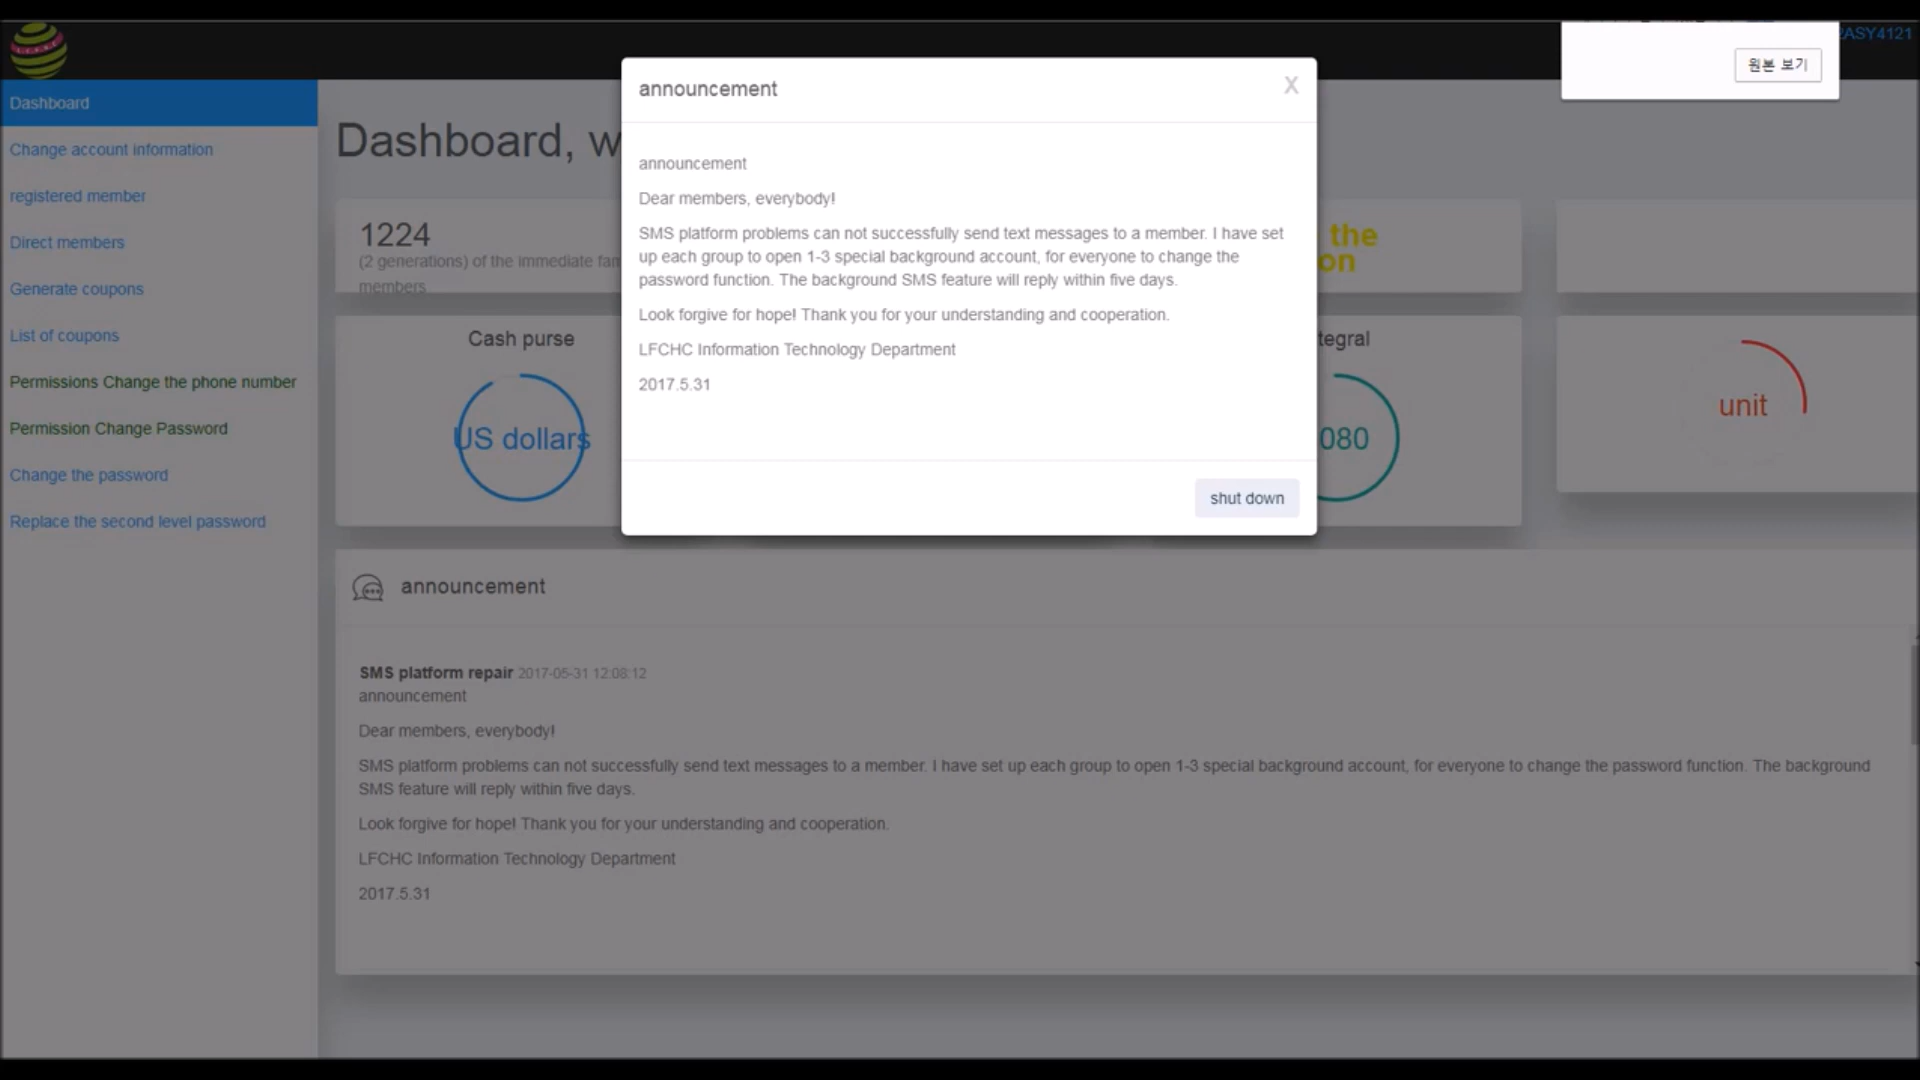 ASY4121
원본 보기
Dashboard
Change account information
registered member
Direct members
Generate coupons
List of coupons
Permissions Change the phone number
Permission Change Password
Change the password
Replace the second level password
Dashboard, w
1224
(2 generations) of the immediate fam
members
the
on
Cash purse
US dollars
tegral
080
unit
announcement
X
announcement
Dear members, everybody!
SMS platform problems can not successfully send text messages to a member. I have set
up each group to open 1-3 special background account, for everyone to change the
password function. The background SMS feature will reply within five days.
Look forgive for hope! Thank you for your understanding and cooperation.
LFCHC Information Technology Department
2017.5.31
shut down
announcement
SMS platform repair 2017-05-31 12:08:12
announcement
Dear members, everybody!
SMS platform problems can not successfully send text messages to a member. I have set up each group to open 1-3 special background account, for everyone to change the password function. The background
SMS feature will reply within five days.
Look forgive for hope! Thank you for your understanding and cooperation.
LFCHC Information Technology Department
2017.5.31